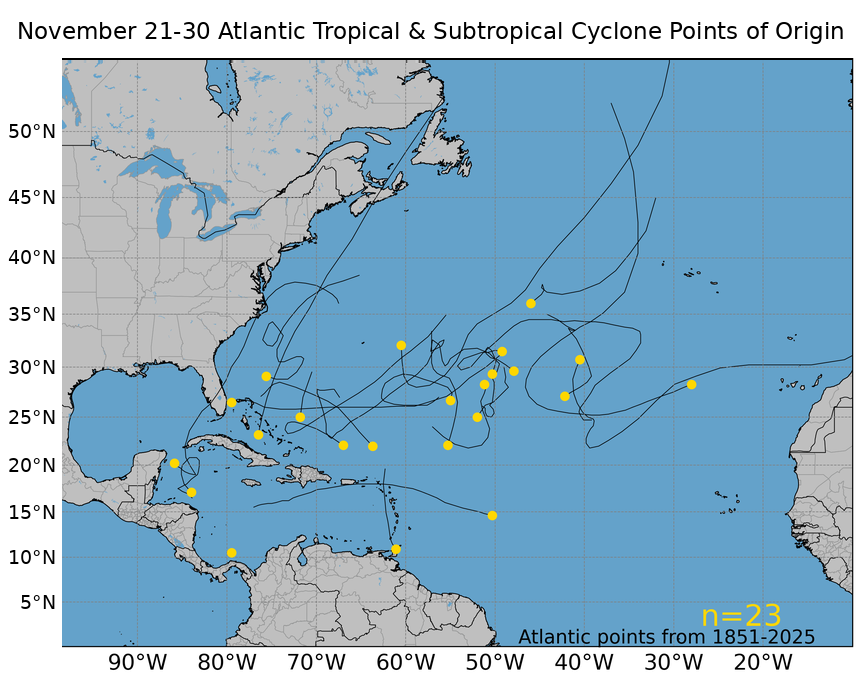 November 21-30 Atlantic Tropical & Subtropical Cyclone Points of Origin
50°N
45°N
40°N
35°N
30°N
25°N
20°N
15°N
10°N
5°N
n=23
Atlantic points from 1851-2025
90°W 80°W 70°W 60°W 50°W 40°W 30°W 20°W